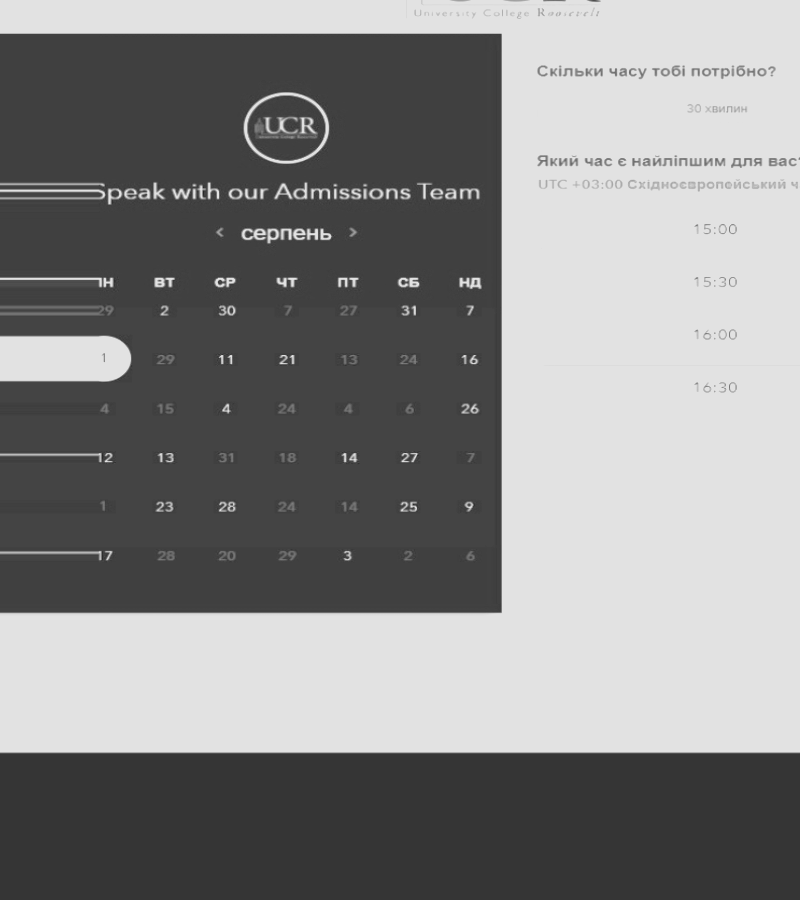 University College Roosevelt
UCR
Speak with our Admissions Team
< серпень >
ПН ВТ СР ЧТ ПТ СБ НД
29 2 30 7 27 31 7
1 29 11 21 13 24 16
4 15 4 24 4 6 26
12 13 31 18 14 27 7
1 23 28 24 14 25 9
17 28 20 29 3 2 6
Скільки часу тобі потрібно?
30 хвилин
Який час є найліпшим для вас?
UTC +03:00 Східноєвропейський ч
15:00
15:30
16:00
16:30